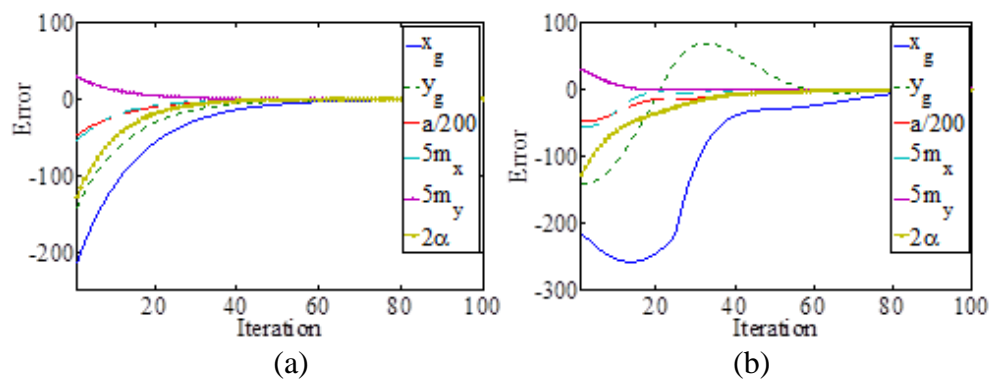 100
0
-100
-200
Error
20
40
60
80
100
Iteration
x_g
y_g
a/200
5m_x
5m_y
2α
(a)
100
0
-100
-200
-300
Error
20
40
60
80
100
Iteration
x_g
y_g
a/200
5m_x
5m_y
2α
(b)